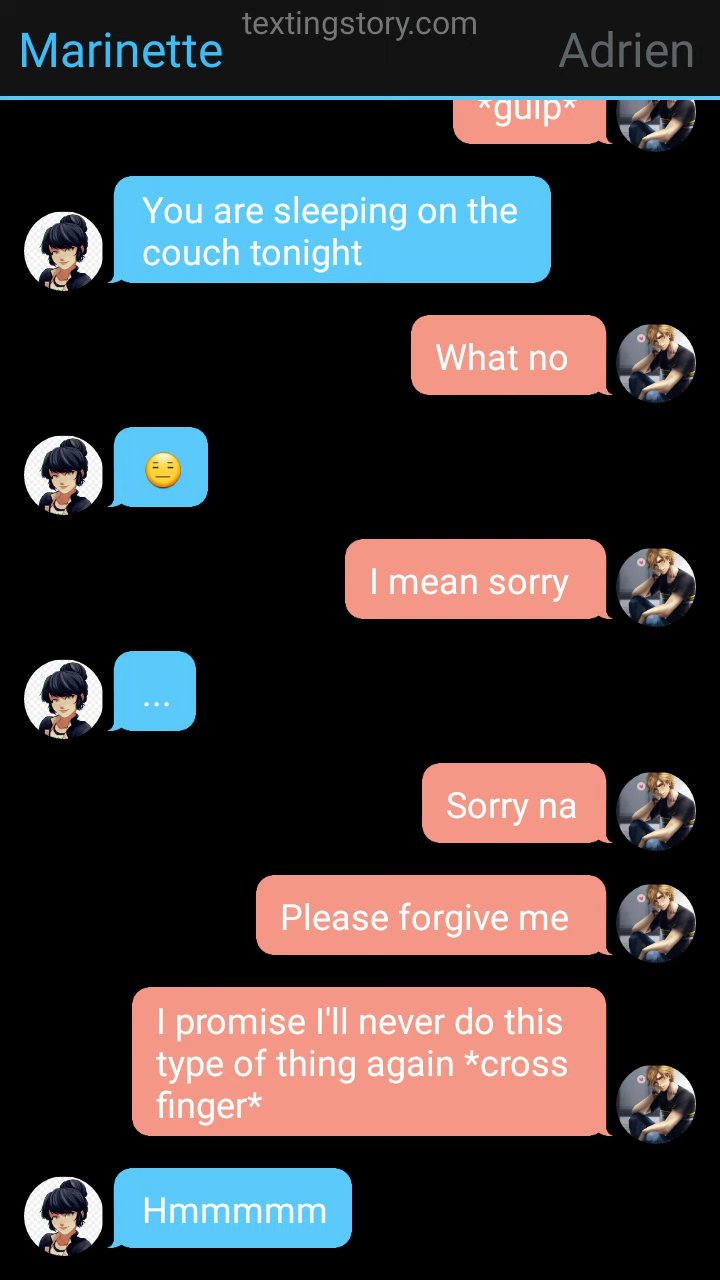 textingstory.com
Marinette
Adrien
*gulp*
You are sleeping on the
couch tonight
What no
😑
I mean sorry
...
Sorry na
Please forgive me
I promise I'll never do this
type of thing again *cross
finger*
Hmmmmm